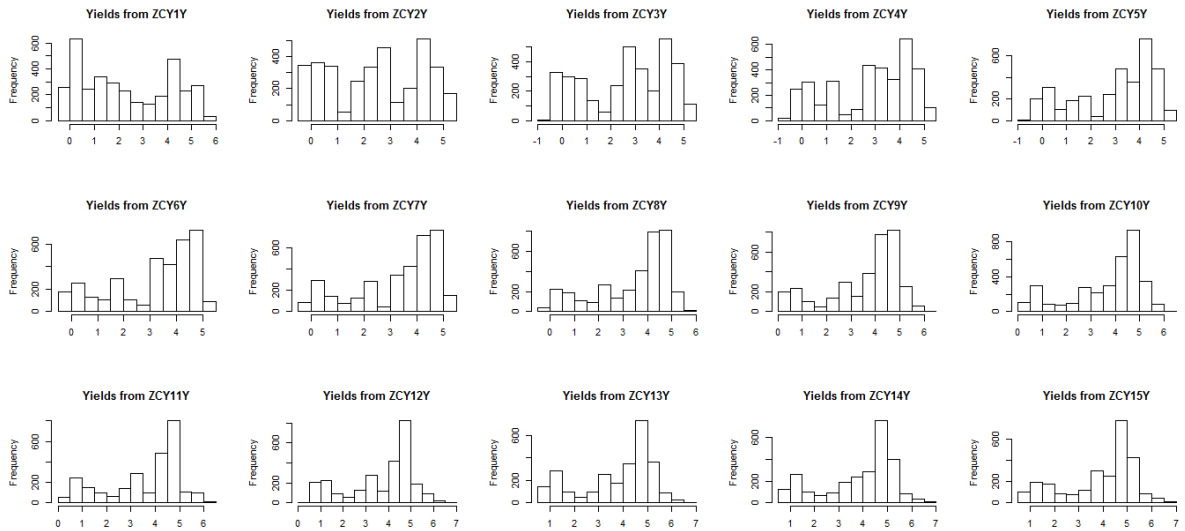 Yields from ZCY1Y
Frequency
0 200 400 600
0 1 2 3 4 5 6
Yields from ZCY2Y
0 200 400
0 1 2 3 4 5
Yields from ZCY3Y
Frequency
0 200 400
-1 0 1 2 3 4 5
Yields from ZCY4Y
0 200 400 600
-1 0 1 2 3 4 5
Yields from ZCY5Y
Frequency
0 200 600
-1 0 1 2 3 4 5
Yields from ZCY6Y
Frequency
0 200 600
0 1 2 3 4 5
Yields from ZCY7Y
0 200 600
0 1 2 3 4 5
Yields from ZCY8Y
Frequency
0 200 600
0 1 2 3 4 5 6
Yields from ZCY9Y
0 200 600
0 1 2 3 4 5 6
Yields from ZCY10Y
Frequency
0 200 400 800
0 1 2 3 4 5 6
Yields from ZCY11Y
Frequency
0 200 600
0 1 2 3 4 5 6
Yields from ZCY12Y
0 200 600
0 1 2 3 4 5 6 7
Yields from ZCY13Y
Frequency
0 200 600
1 2 3 4 5 6 7
Yields from ZCY14Y
0 200 600
1 2 3 4 5 6 7
Yields from ZCY15Y
Frequency
0 200 600
1 2 3 4 5 6 7